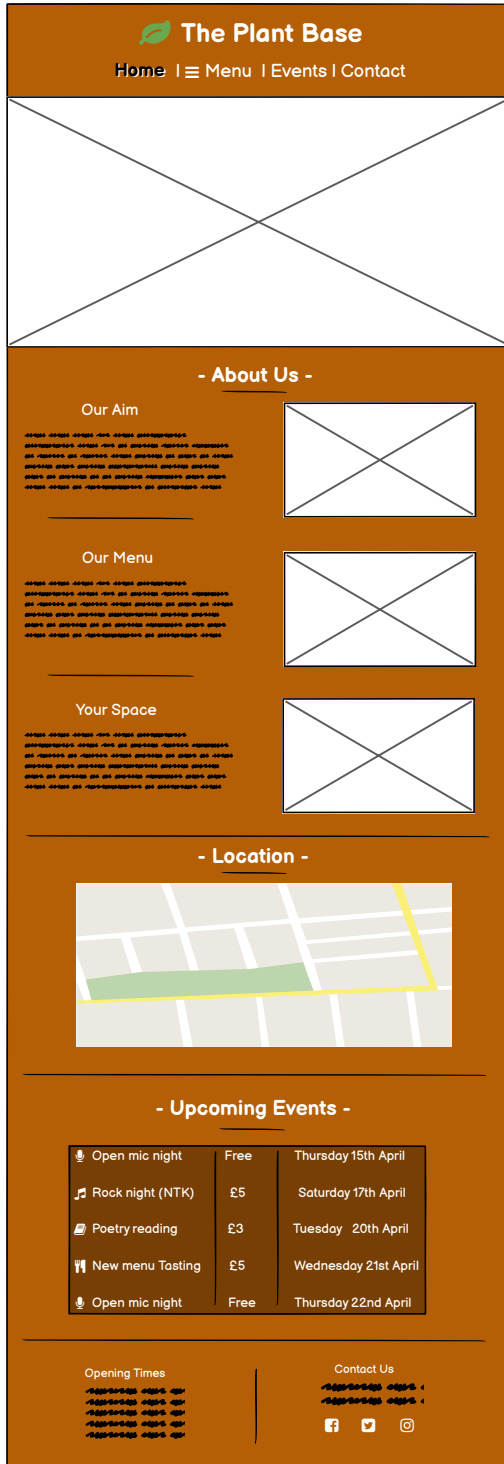 The Plant Base
Home | ☰ Menu | Events | Contact
- About Us -
Our Aim
Our Menu
Your Space
- Location -
- Upcoming Events -
Open mic night Free Thursday 15th April
Rock night (NTK) £5 Saturday 17th April
Poetry reading £3 Tuesday 20th April
New menu Tasting £5 Wednesday 21st April
Open mic night Free Thursday 22nd April
Opening Times
Contact Us